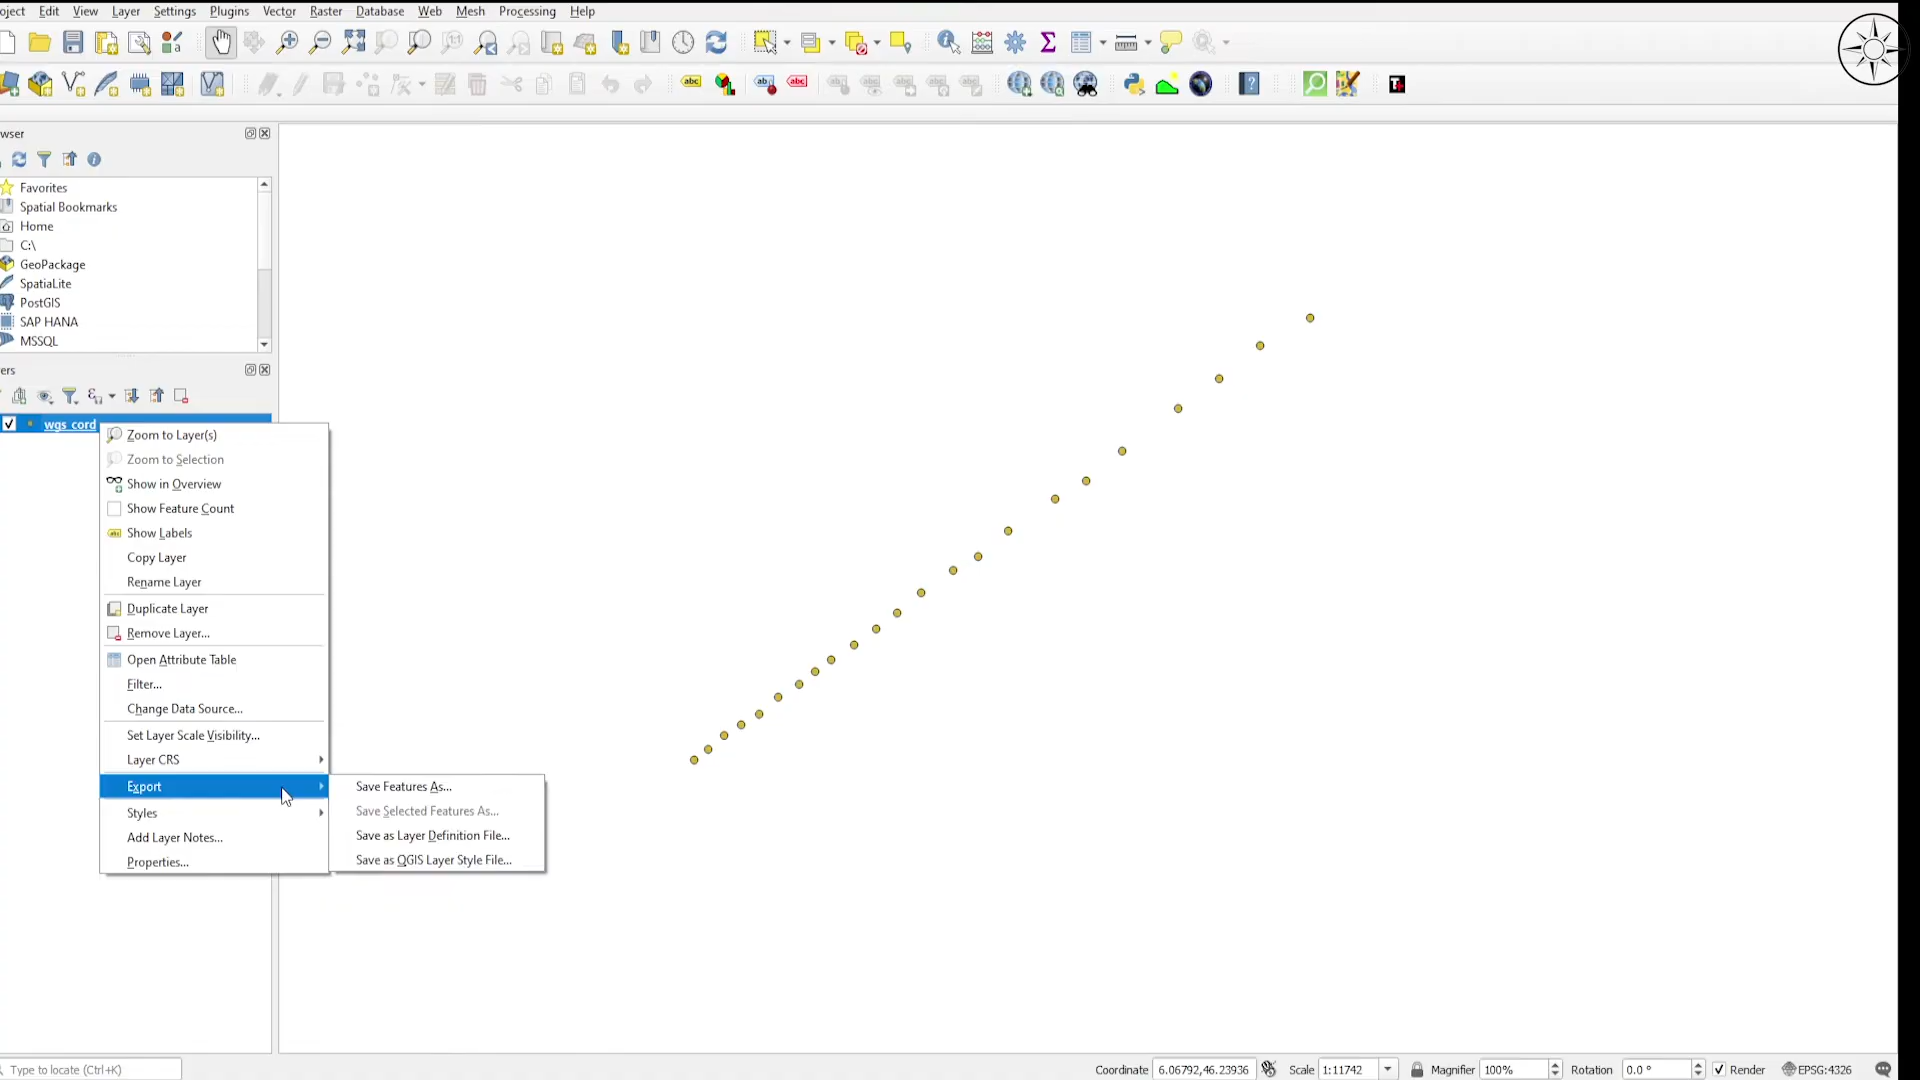 oject Edit View Layer Settings Plugins Vector Raster Database Web Mesh Processing Help
wser
Favorites
Spatial Bookmarks
Home
C:\
GeoPackage
SpatiaLite
PostGIS
SAP HANA
MSSQL
ers
wgs_cord
Zoom to Layer(s)
Zoom to Selection
Show in Overview
Show Feature Count
Show Labels
Copy Layer
Rename Layer
Duplicate Layer
Remove Layer...
Open Attribute Table
Filter...
Change Data Source...
Set Layer Scale Visibility...
Layer CRS
Export
Styles
Add Layer Notes...
Properties...
Save Features As...
Save Selected Features As...
Save as Layer Definition File...
Save as QGIS Layer Style File...
Type to locate (Ctrl+K) Coordinate 6.06792,46.23936 Scale 1:11742 Magnifier 100% Rotation 0.0 ° Render EPSG:4326